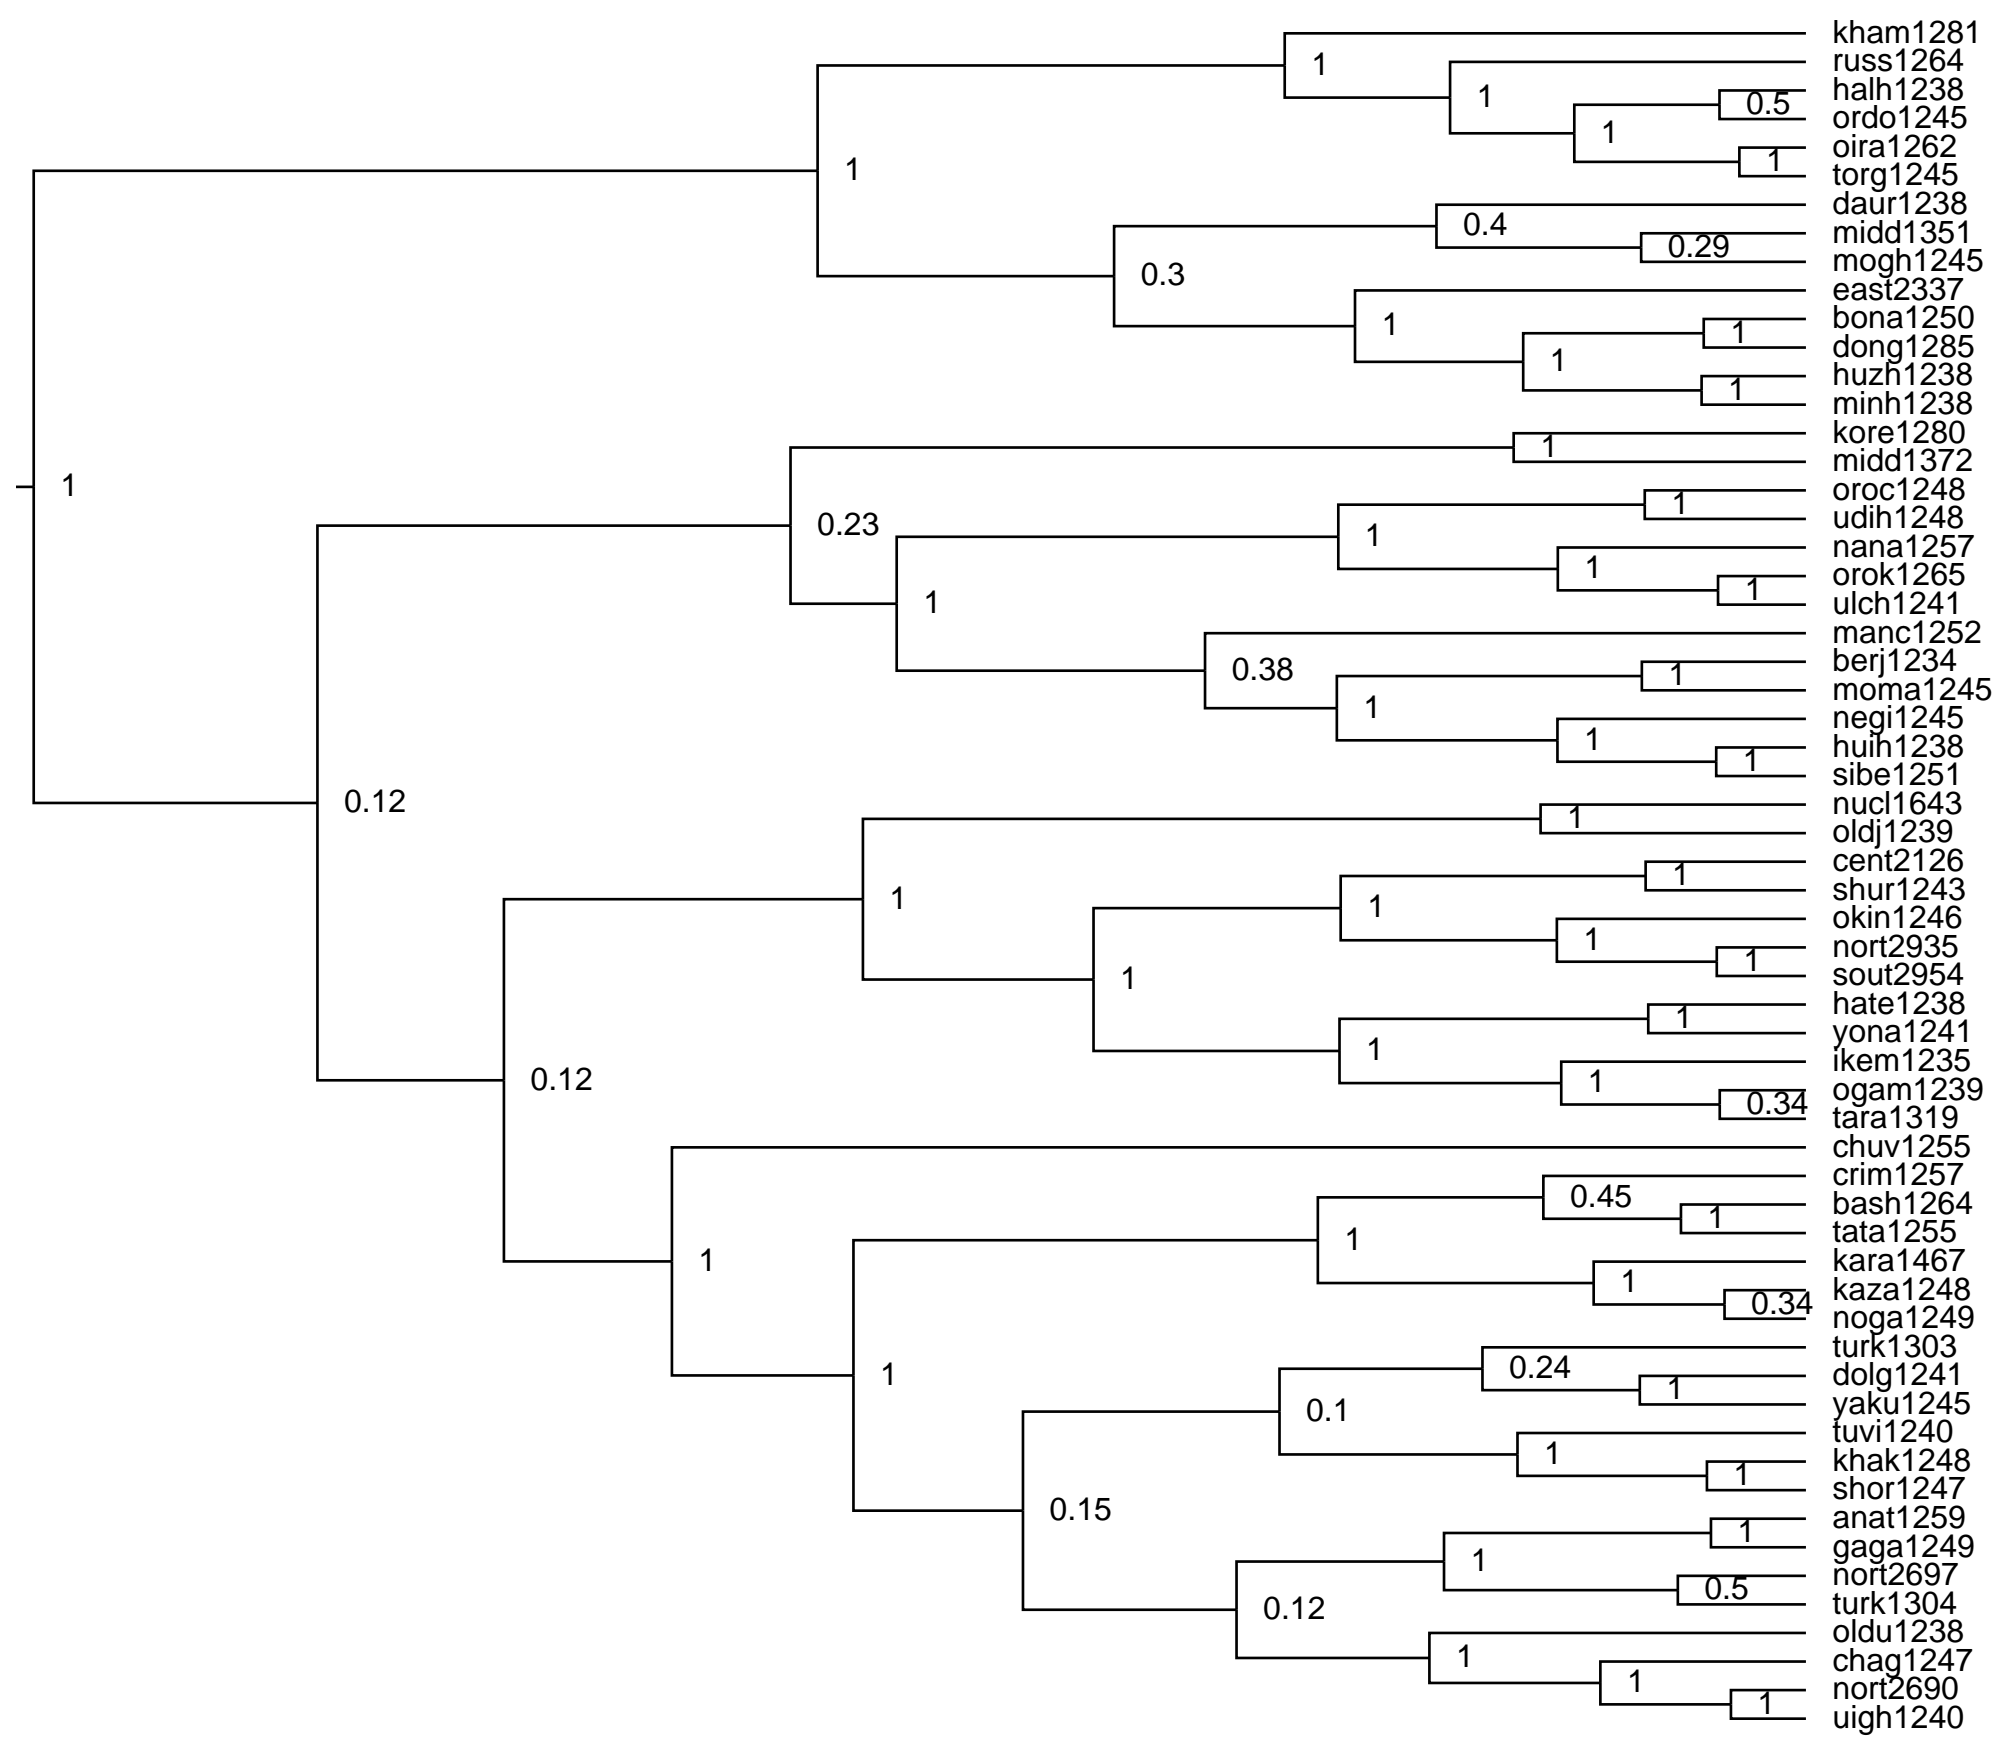 kham1281
1
russ1264
1
halh1238
0.5
ordo1245
1
oira1262
1
torg1245
1
daur1238
0.4
midd1351
0.29
mogh1245
0.3
east2337
bona1250
1
1
dong1285
1
huzh1238
1
minh1238
kore1280
1
midd1372
1
oroc1248
1
udih1248
0.23
1
nana1257
1
orok1265
1
ulch1241
1
manc1252
0.38
berj1234
1
moma1245
1
negi1245
1
huih1238
1
sibe1251
0.12
nucl1643
1
oldj1239
cent2126
1
shur1243
1
1
okin1246
1
nort2935
1
sout2954
1
hate1238
1
yona1241
1
ikem1235
0.12
1
ogam1239
0.34
tara1319
chuv1255
crim1257
0.45
bash1264
1
tata1255
1
1
kara1467
1
kaza1248
0.34
noga1249
turk1303
0.24
1
dolg1241
1
yaku1245
0.1
tuvi1240
1
khak1248
1
shor1247
0.15
anat1259
1
gaga1249
1
nort2697
0.5
turk1304
0.12
oldu1238
1
chag1247
1
nort2690
1
uigh1240